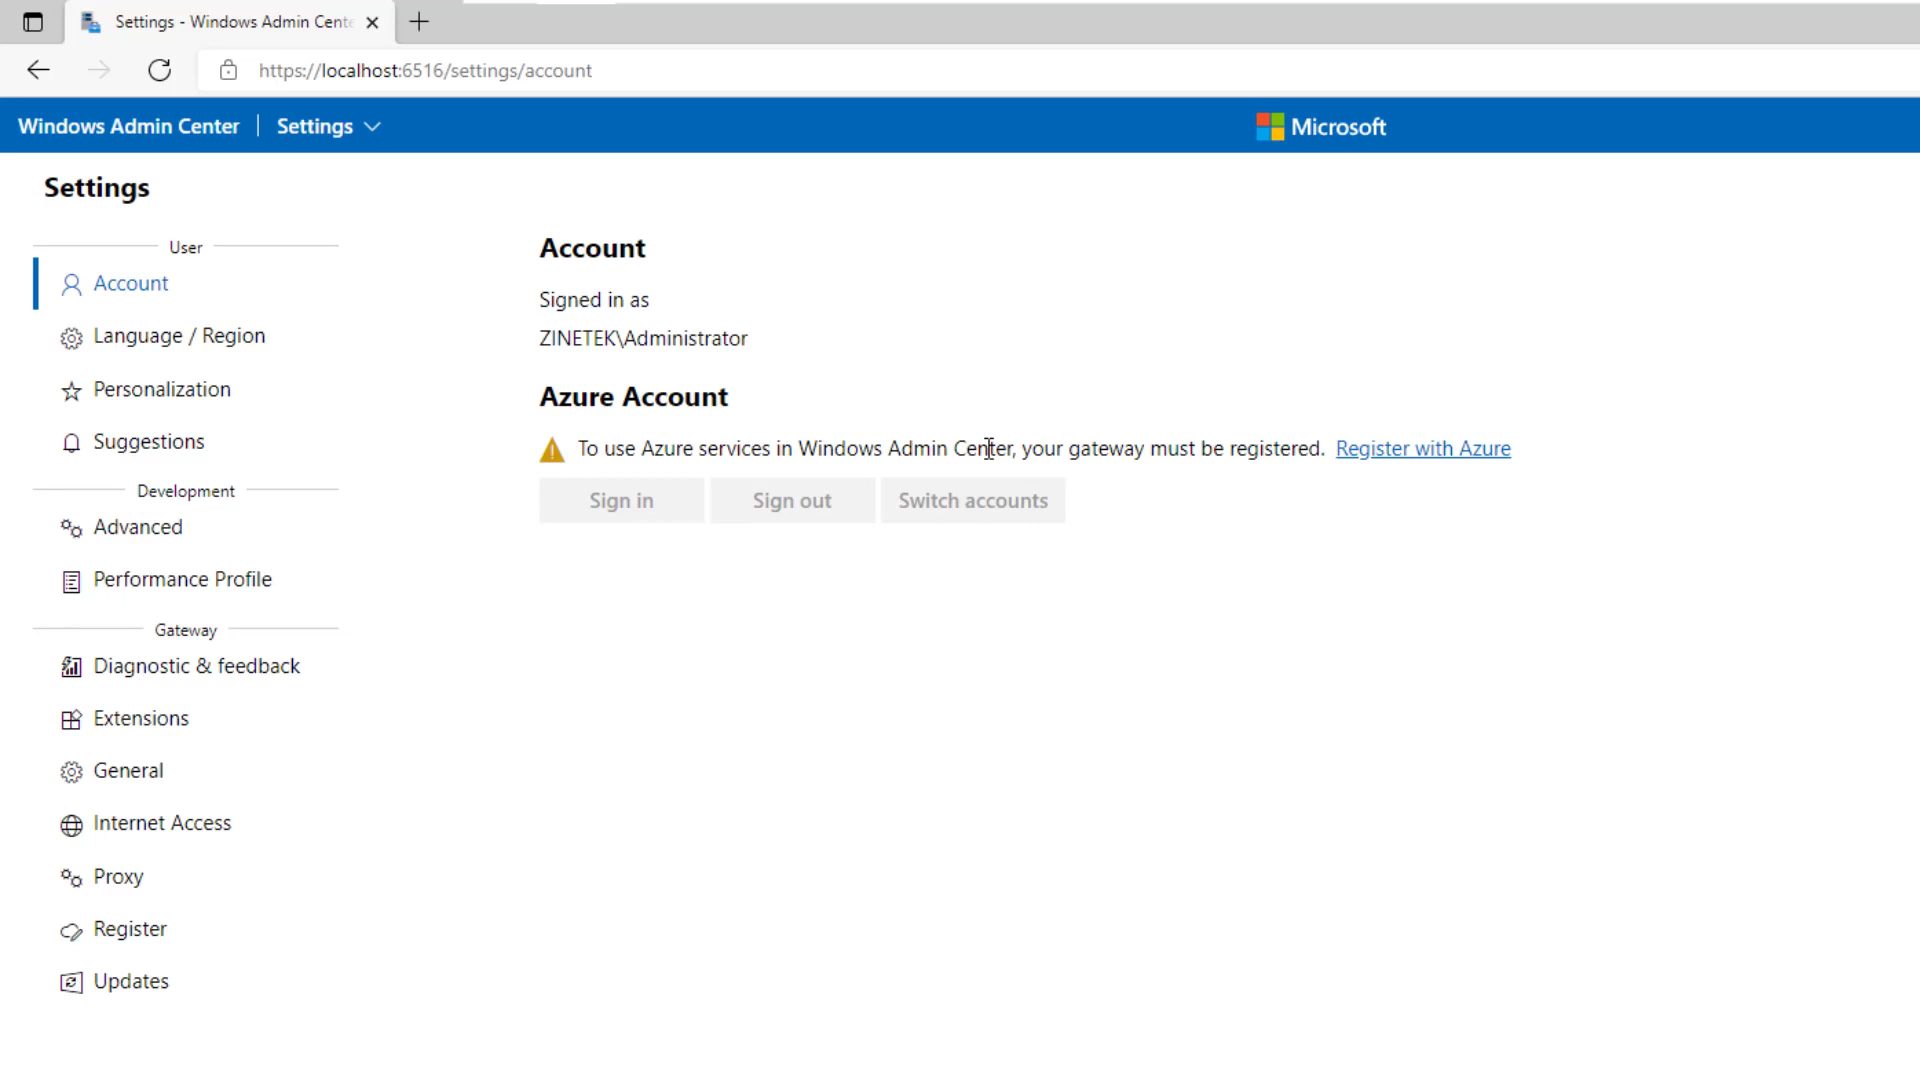 Settings - Windows Admin Cente
https://localhost:6516/settings/account
Windows Admin Center | Settings
Microsoft
Settings
User
Account
Language / Region
Personalization
Suggestions
Development
Advanced
Performance Profile
Gateway
Diagnostic & feedback
Extensions
General
Internet Access
Proxy
Register
Updates
Account
Signed in as
ZINETEK\Administrator
Azure Account
To use Azure services in Windows Admin Center, your gateway must be registered. Register with Azure
Sign in Sign out Switch accounts